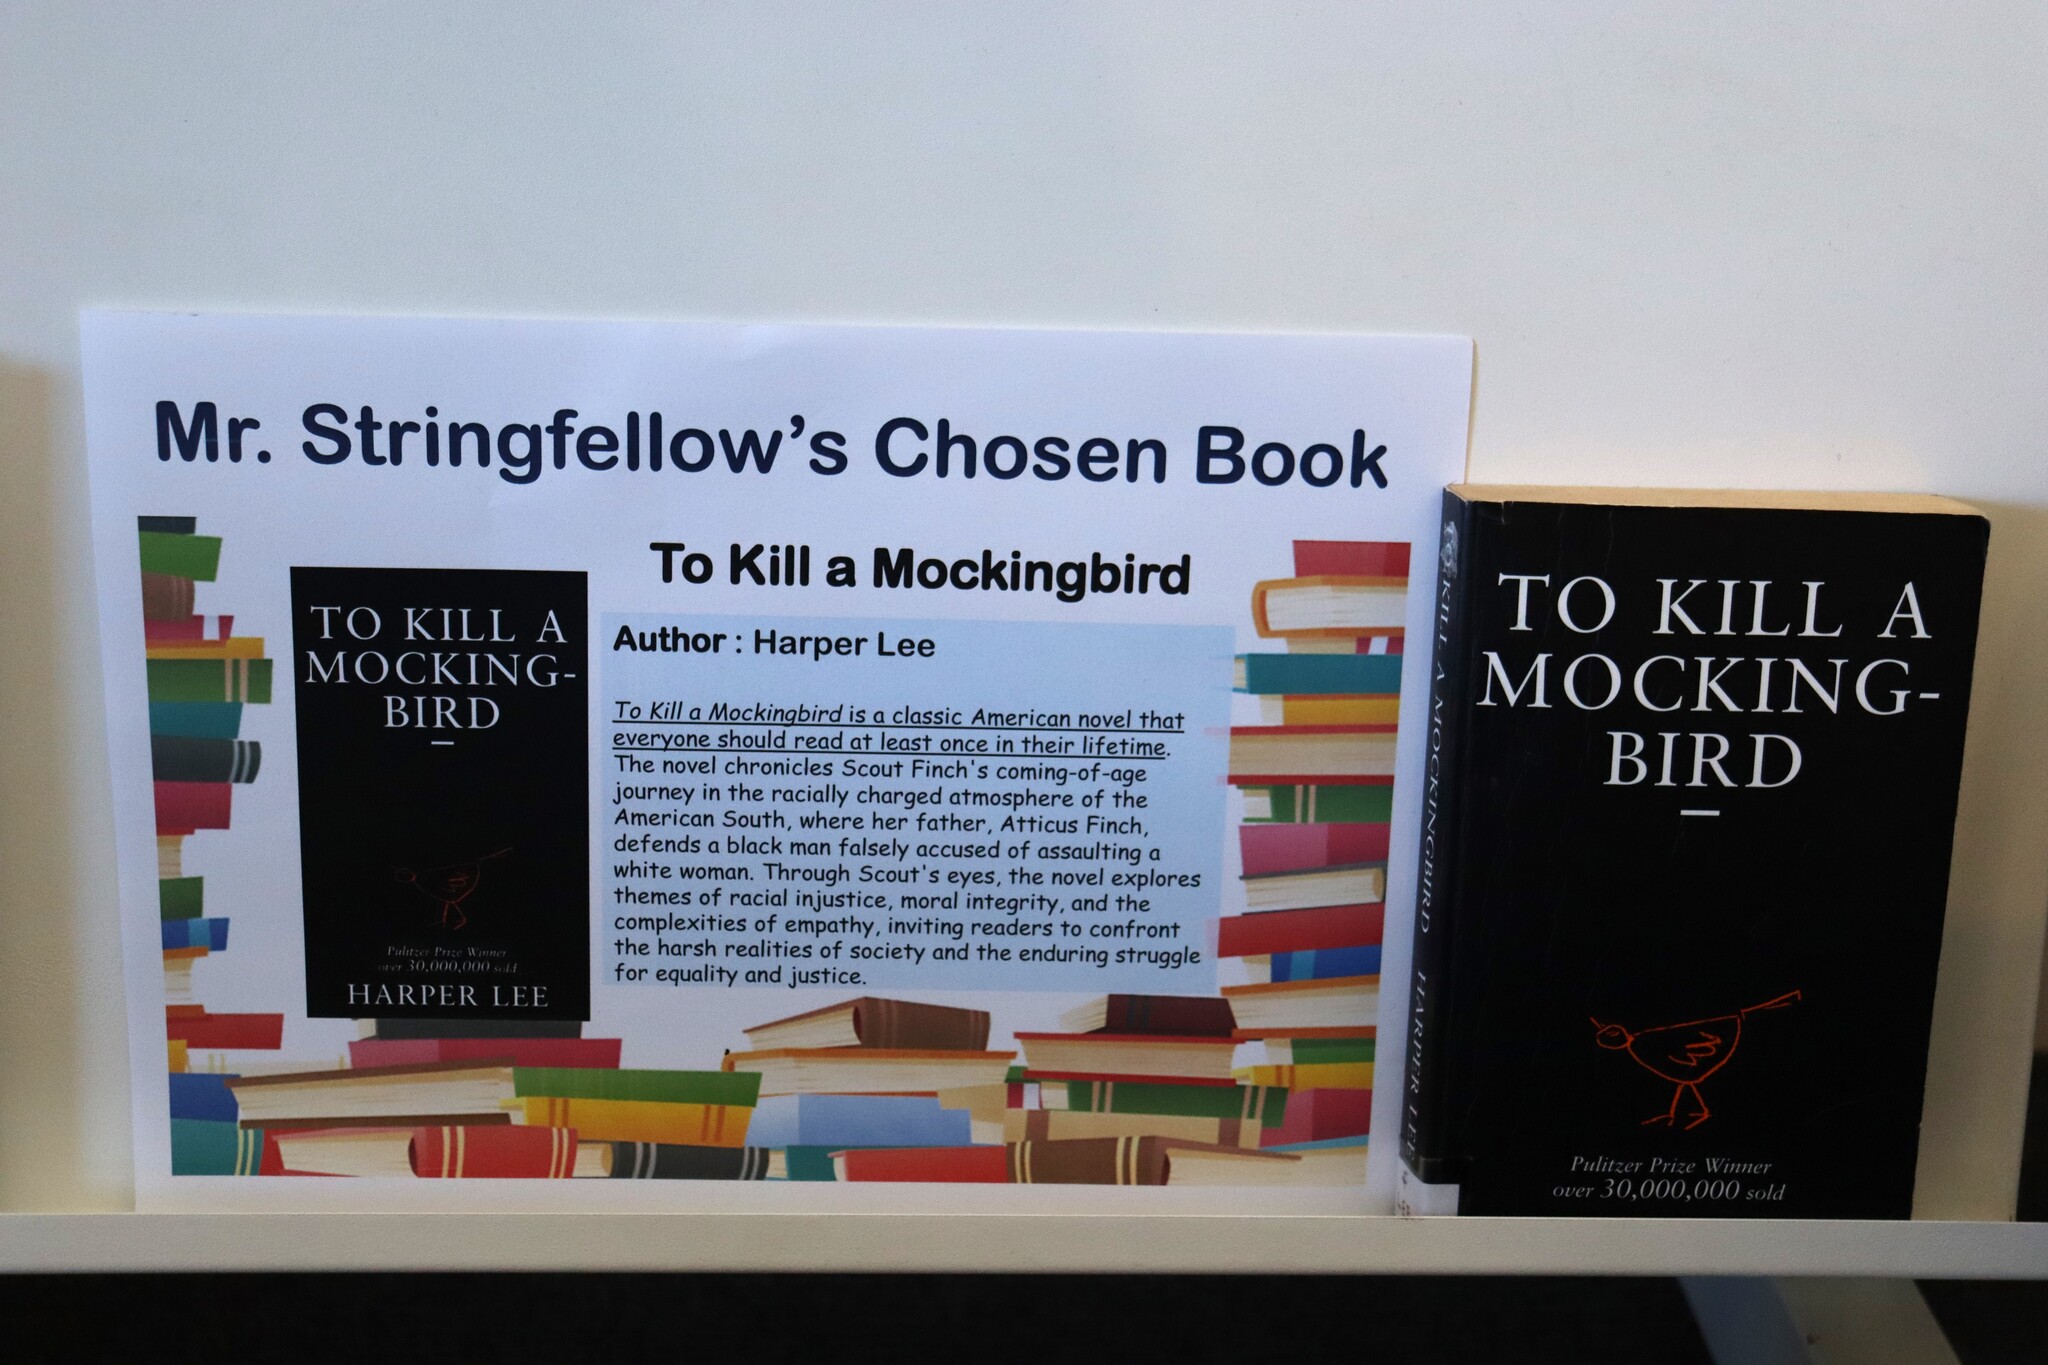 Mr. Stringfellow's Chosen Book
To Kill a Mockingbird
TO KILL A
MOCKING-
BIRD
Pulitzer Prize Winner
over 30,000,000 sold
HARPER LEE
Author : Harper Lee
To Kill a Mockingbird is a classic American novel that
everyone should read at least once in their lifetime.
The novel chronicles Scout Finch's coming-of-age
journey in the racially charged atmosphere of the
American South, where her father, Atticus Finch,
defends a black man falsely accused of assaulting a
white woman. Through Scout's eyes, the novel explores
themes of racial injustice, moral integrity, and the
complexities of empathy, inviting readers to confront
the harsh realities of society and the enduring struggle
for equality and justice.
KILL A MOCKINGBIRD HARPER LEE
TO KILL A
MOCKING-
BIRD
Pulitzer Prize Winner
over 30,000,000 sold